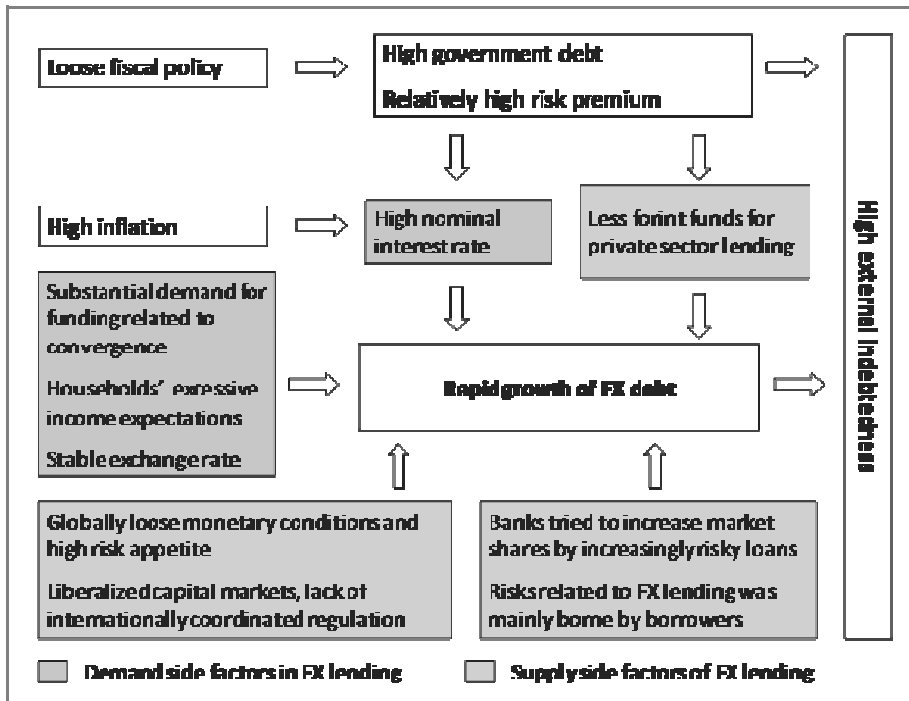 Loose fiscal policy
High government debt
Relatively high risk premium
High inflation
High nominal
interest rate
Less forint funds for
private sector lending
Substantial demand for
funding related to
convergence
Households´ excessive
income expectations
Stable exchange rate
Rapid growth of FX debt
High external indebtedness
Globally loose monetary conditions and
high risk appetite
Liberalized capital markets, lack of
internationally coordinated regulation
Banks tried to increase market
shares by increasingly risky loans
Risks related to FX lending was
mainly borne by borrowers
Demand side factors in FX lending
Supply side factors of FX lending